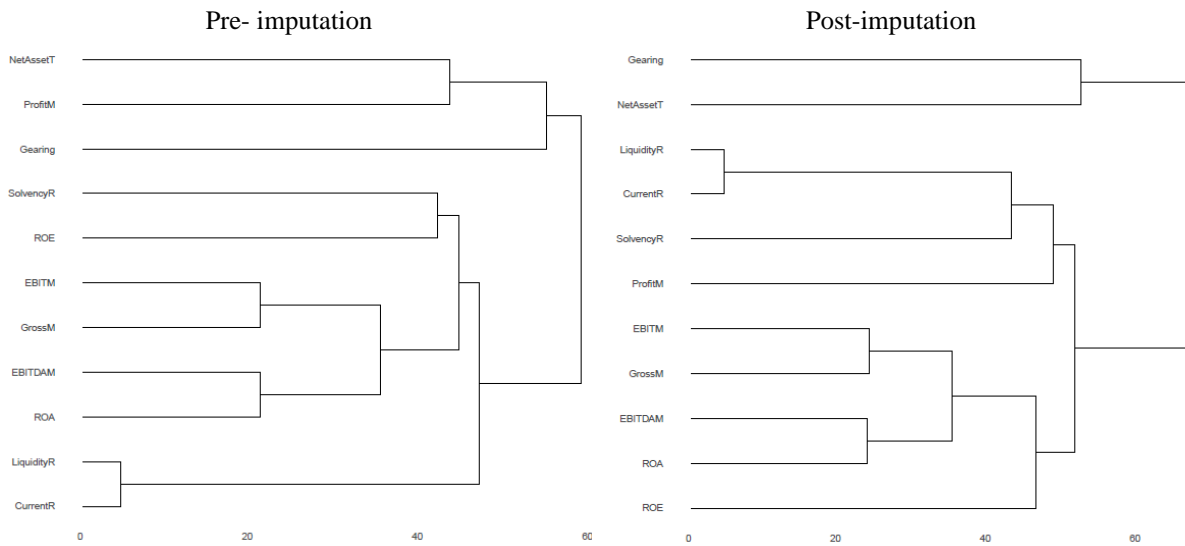 Pre- imputation
NetAssetT
ProfitM
Gearing
SolvencyR
ROE
EBITM
GrossM
EBITDAM
ROA
LiquidityR
CurrentR
0 20 40 60
Post-imputation
Gearing
NetAssetT
LiquidityR
CurrentR
SolvencyR
ProfitM
EBITM
GrossM
EBITDAM
ROA
ROE
0 20 40 60